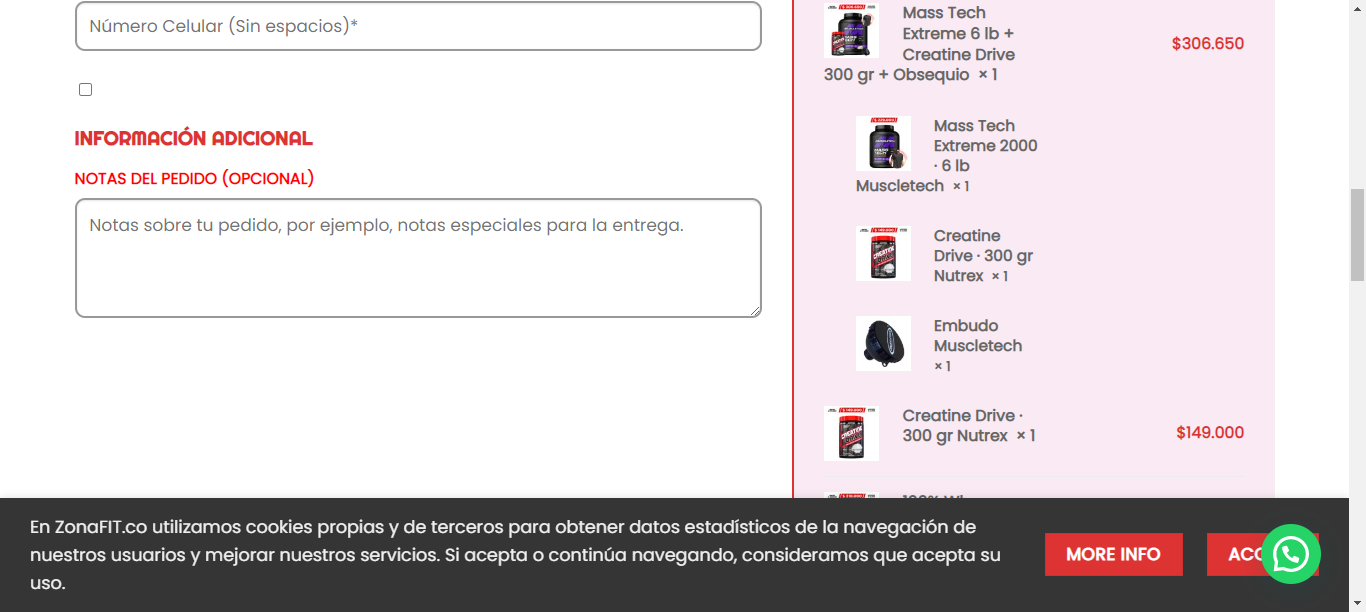 Número Celular (Sin espacios)*
INFORMACIÓN ADICIONAL
NOTAS DEL PEDIDO (OPCIONAL)
Notas sobre tu pedido, por ejemplo, notas especiales para la entrega.
Mass Tech
Extreme 6 lb +
Creatine Drive
300 gr + Obsequio × 1
$306.650
Mass Tech
Extreme 2000
· 6 lb
Muscletech × 1
Creatine
Drive · 300 gr
Nutrex × 1
Embudo
Muscletech
× 1
Creatine Drive ·
300 gr Nutrex × 1
$149.000
En ZonaFIT.co utilizamos cookies propias y de terceros para obtener datos estadísticos de la navegación de
nuestros usuarios y mejorar nuestros servicios. Si acepta o continúa navegando, consideramos que acepta su
uso.
MORE INFO